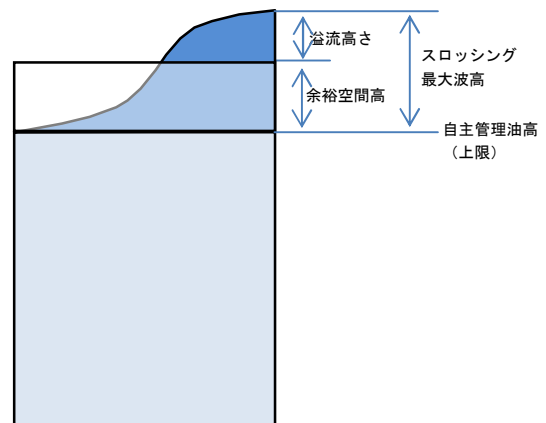 溢流高さ
スロッシング
最大波高
余裕空間高
自主管理油高
（上限）